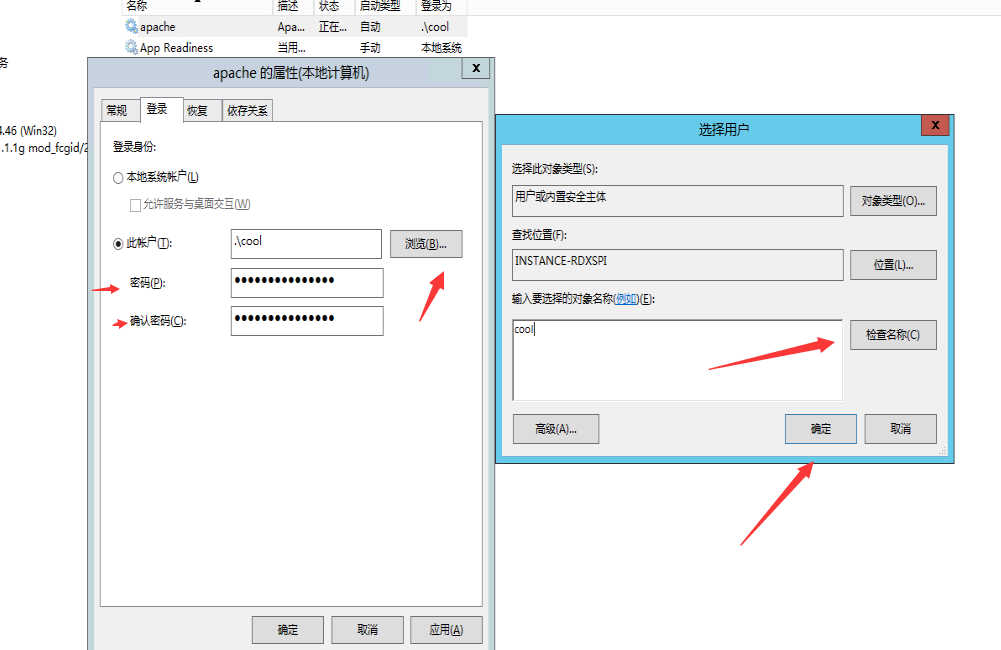 名称 描述 状态 启动类型 登录为
apache Apa... 正在... 自动 .\cool
App Readiness 当用... 手动 本地系统
务
4.46 (Win32)
.1.1g mod_fcgid/2
apache 的属性(本地计算机) x
常规 登录 恢复 依存关系
登录身份:
本地系统帐户(L)
允许服务与桌面交互(W)
此帐户(T): .\cool 浏览(B)...
密码(P): ●●●●●●●●●●●●●●●
确认密码(C): ●●●●●●●●●●●●●●●
确定 取消 应用(A)
选择用户 x
选择此对象类型(S):
用户或内置安全主体 对象类型(O)...
查找位置(F):
INSTANCE-RDXSPI 位置(L)...
输入要选择的对象名称(例如)(E):
cool 检查名称(C)
高级(A)... 确定 取消